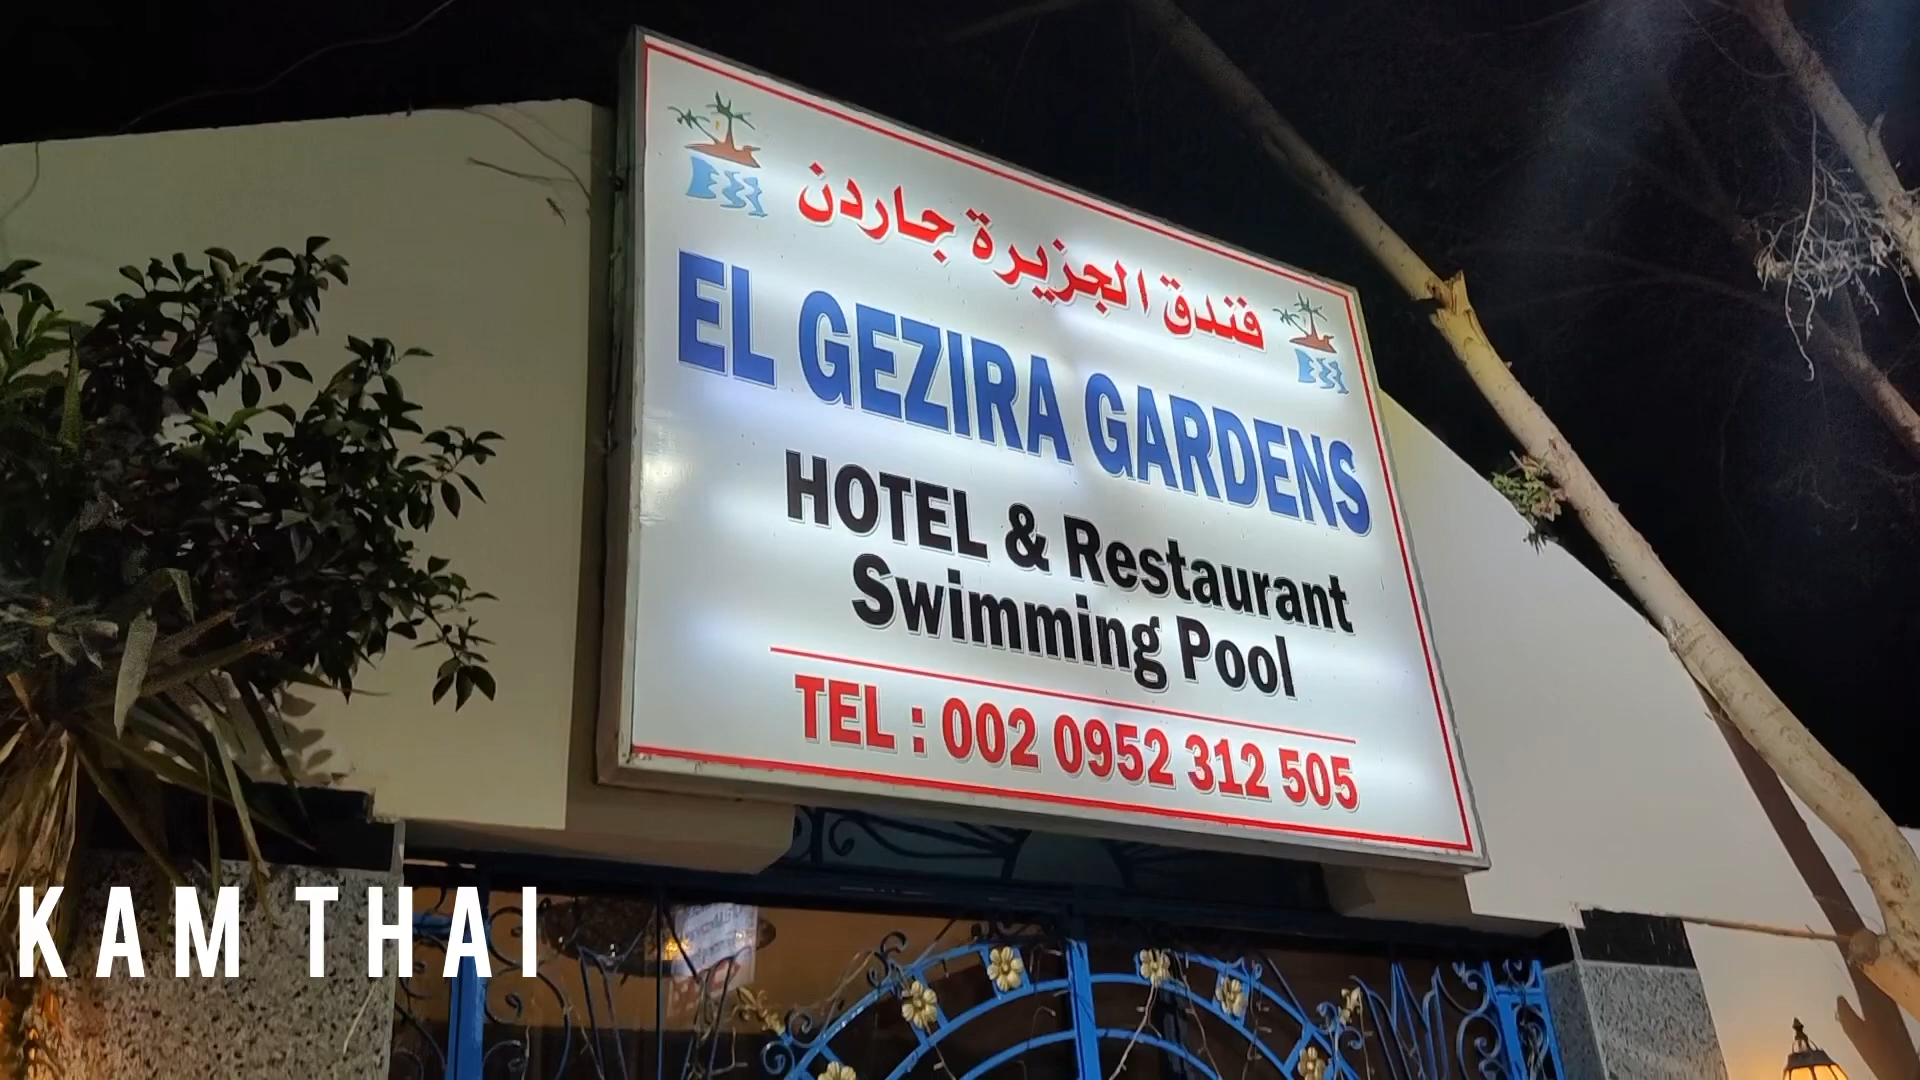 فندق الجزيرة جاردن
EL GEZIRA GARDENS
HOTEL & Restaurant
Swimming Pool
TEL : 002 0952 312 505
KAM THAI